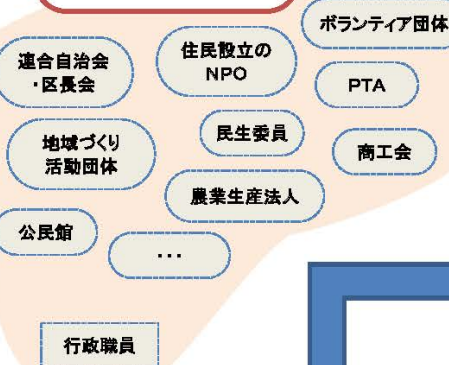 ボランティア団体
連合自治会
・区長会
住民設立の
NPO
PTA
地域づくり
活動団体
民生委員
商工会
農業生産法人
公民館
・・・
行政職員